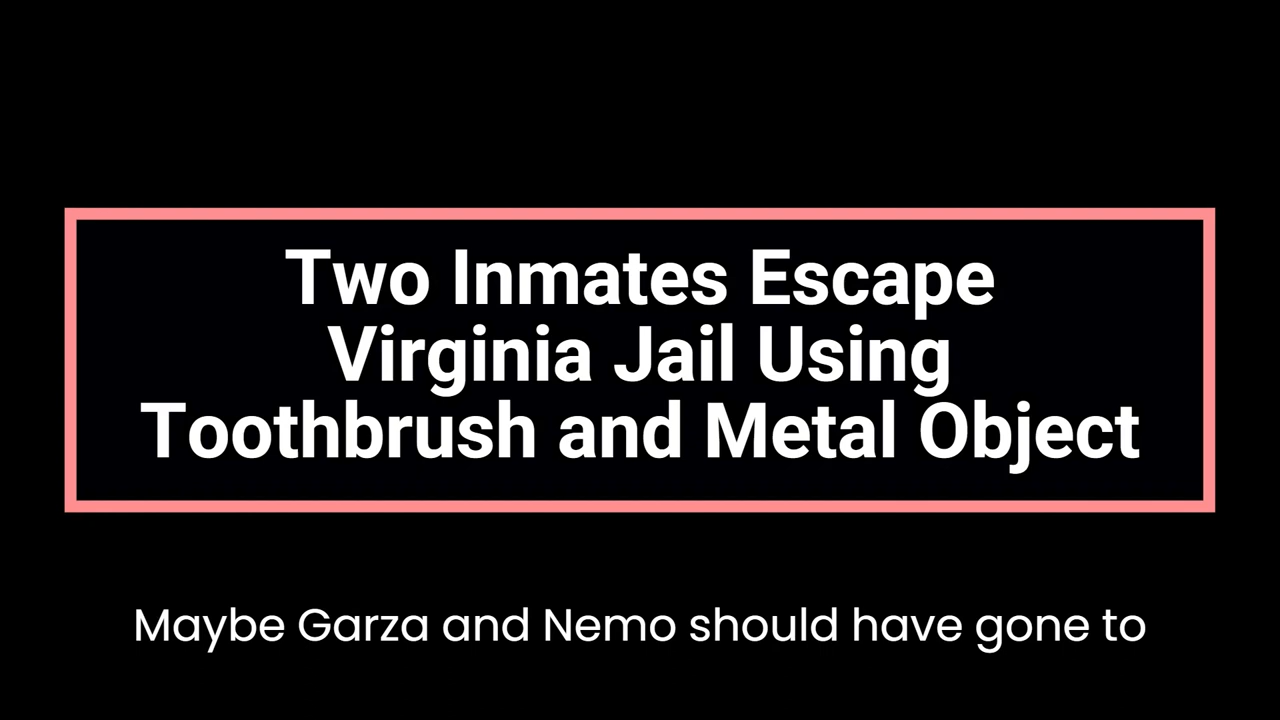 Two Inmates Escape
Virginia Jail Using
Toothbrush and Metal Object
Maybe Garza and Nemo should have gone to